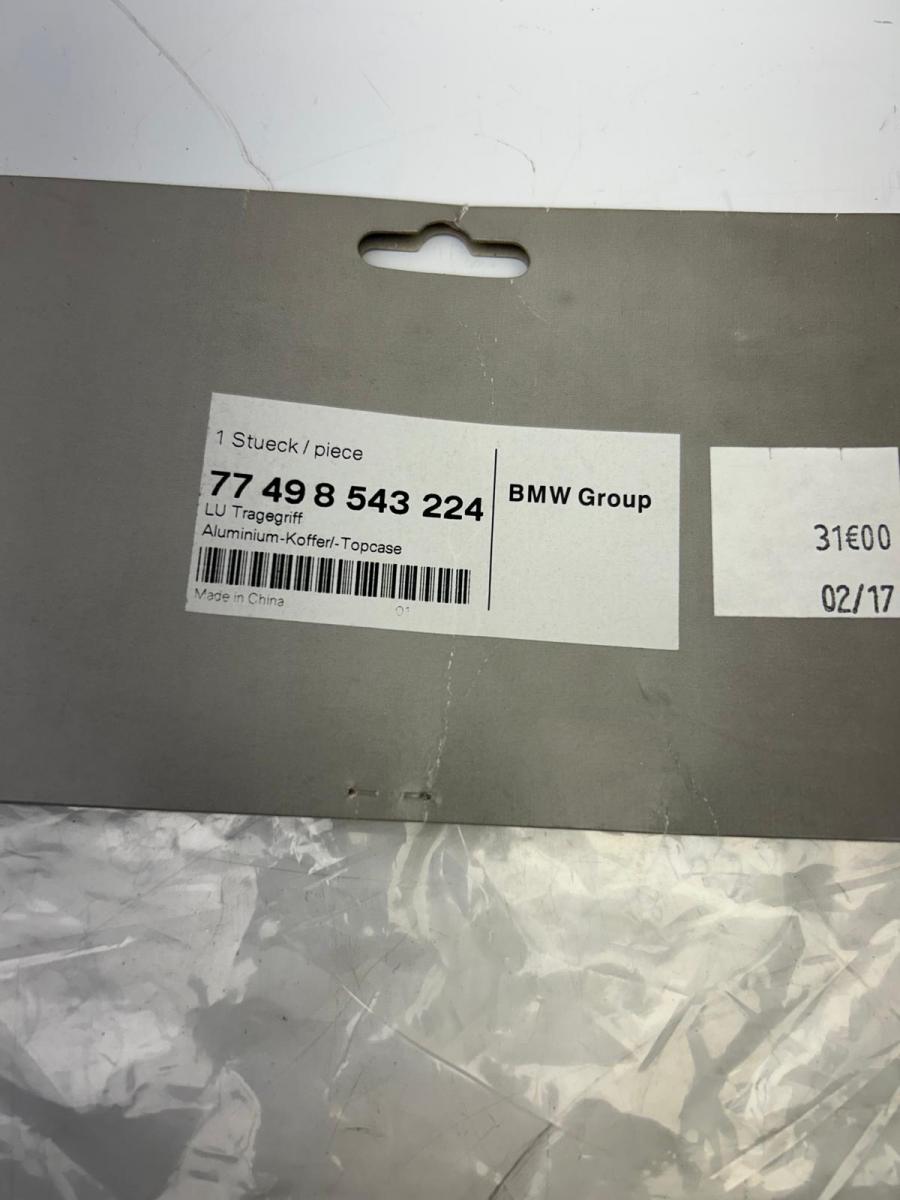 1 Stueck / piece
77 49 8 543 224
LU Tragegriff
Aluminium-Koffer/-Topcase
Made in China
01
BMW Group
31€00
02/17